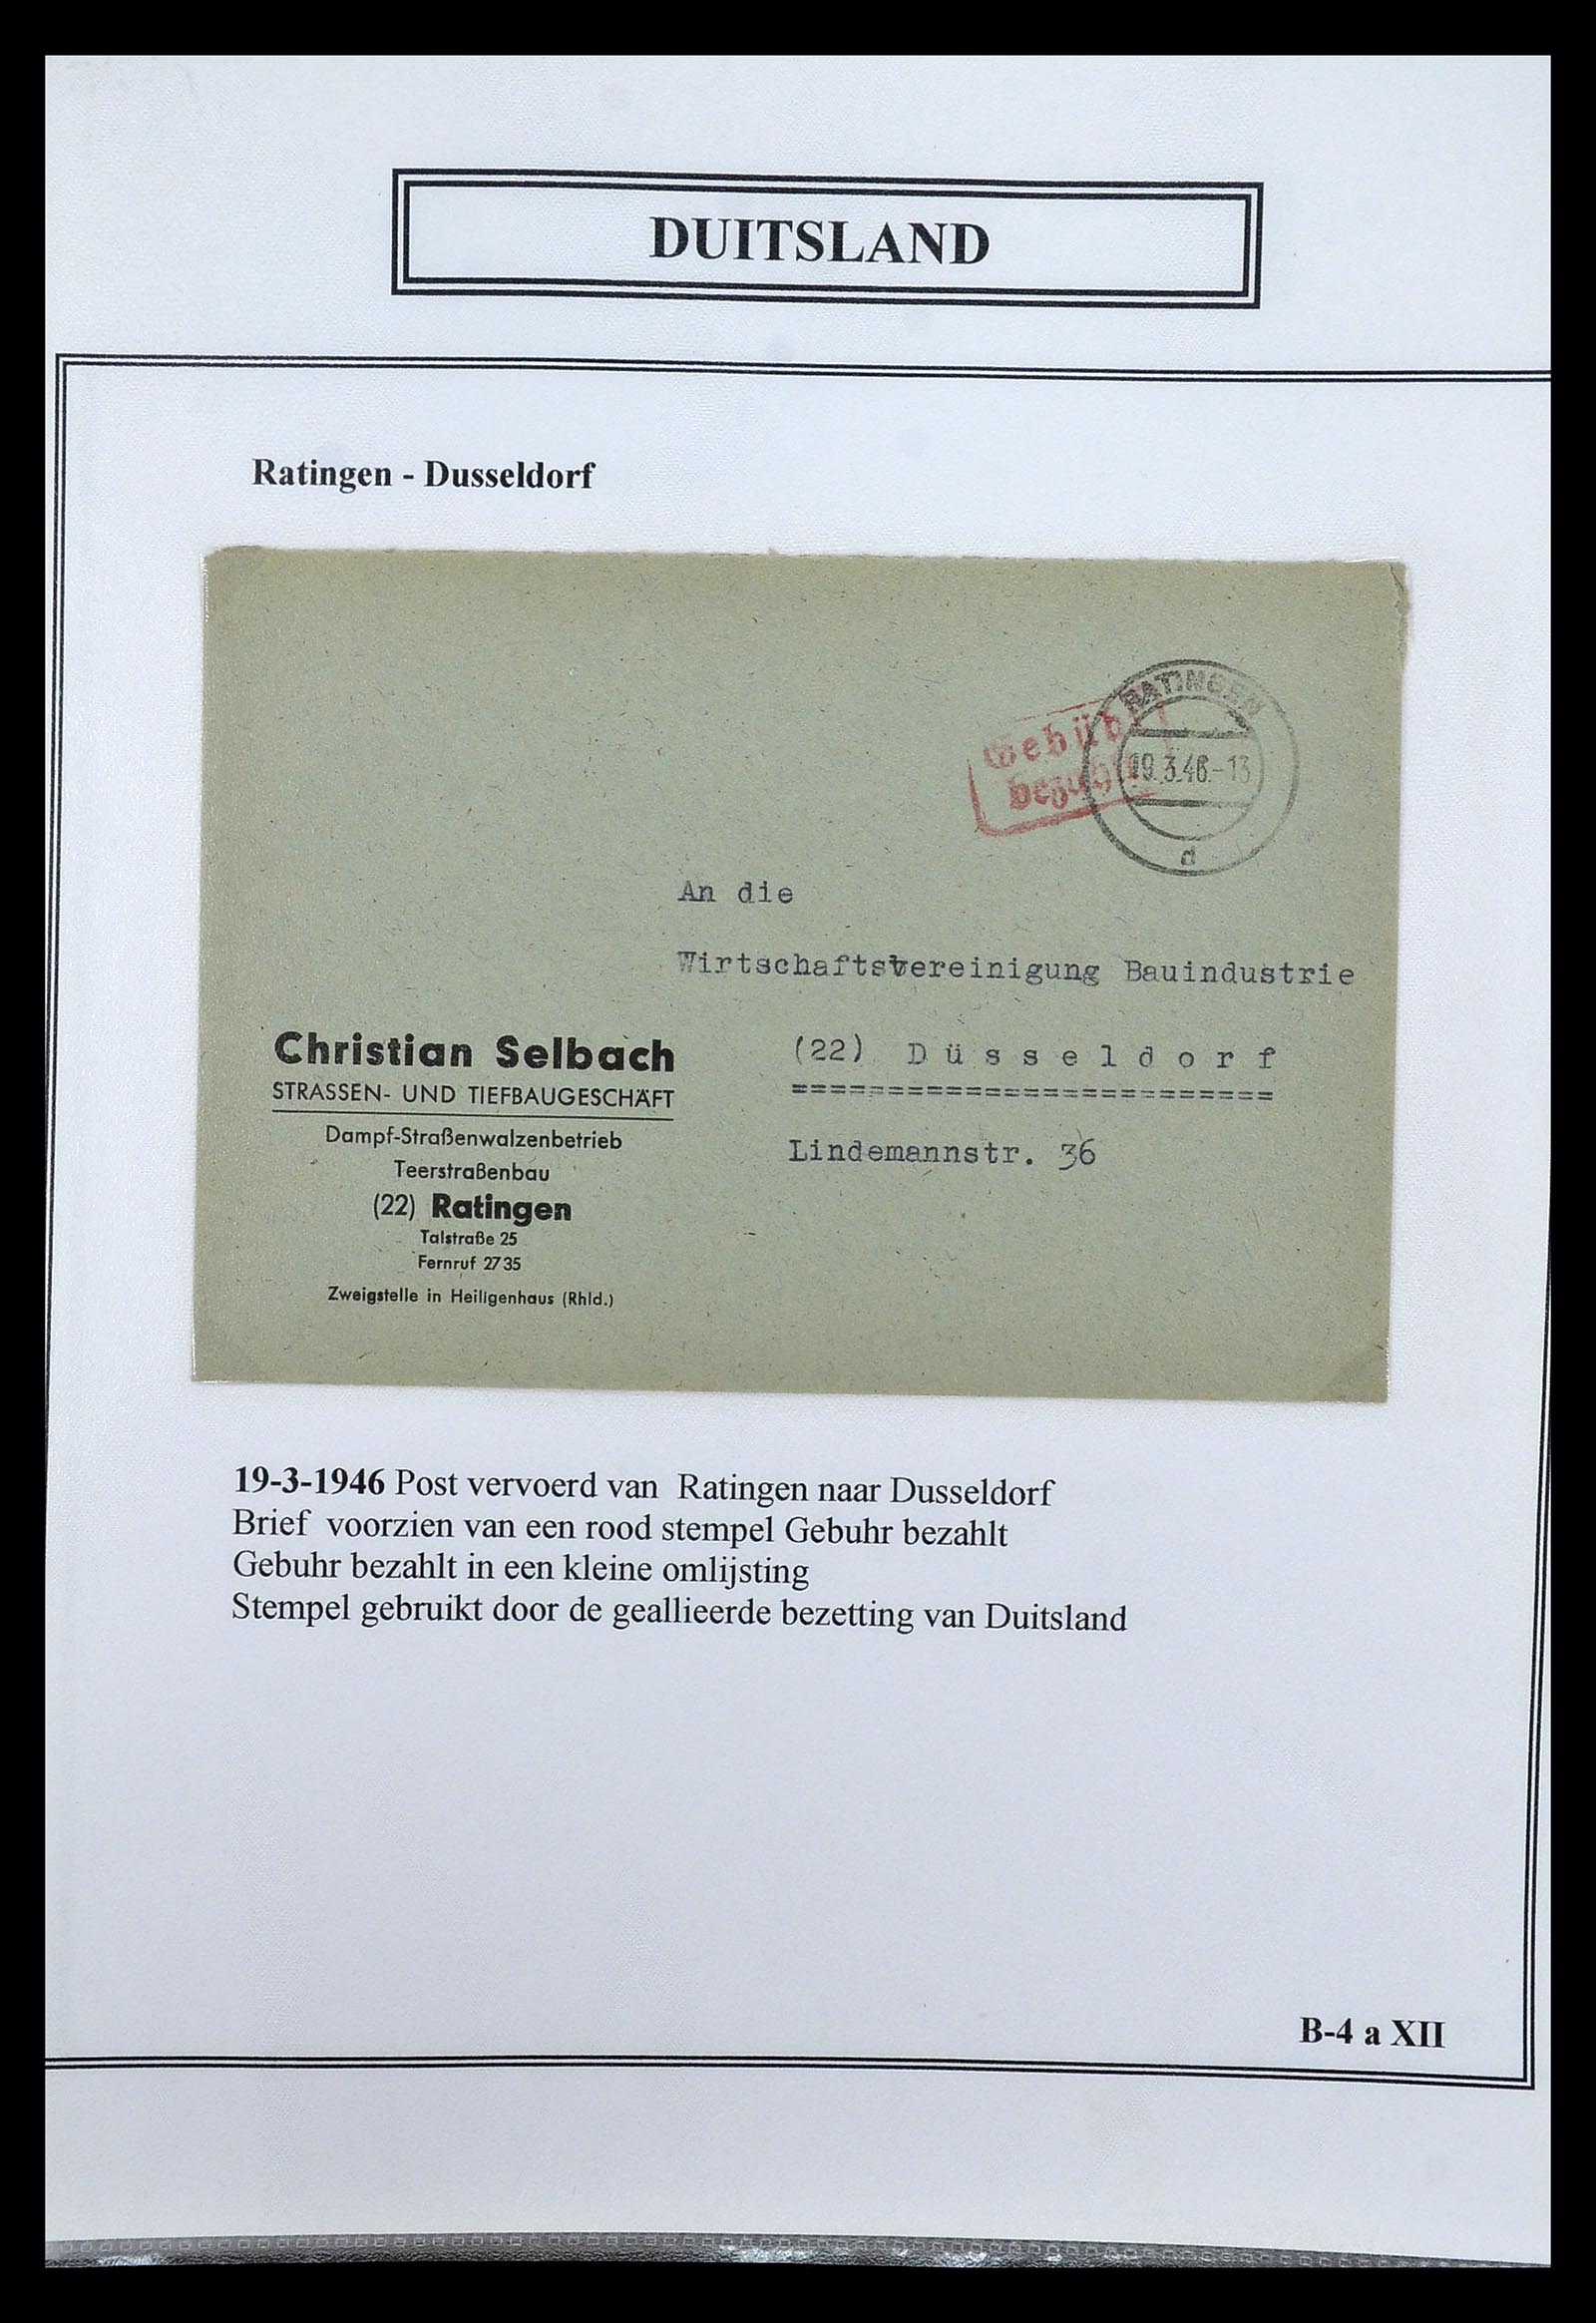 DUITSLAND
Ratingen - Dusseldorf
RATINGEN
19.3.46.-13
a
Gebühr
bezahlt
An die
Wirtschaftsvereinigung Bauindustrie
(22) Düsseldorf
=========================
Lindemannstr. 36
Christian Selbach
STRASSEN- UND TIEFBAUGESCHÄFT
Dampf-Straßenwalzenbetrieb
Teerstraßenbau
(22) Ratingen
Talstraße 25
Fernruf 2735
Zweigstelle in Heiligenhaus (Rhld.)
19-3-1946 Post vervoerd van Ratingen naar Dusseldorf
Brief voorzien van een rood stempel Gebuhr bezahlt
Gebuhr bezahlt in een kleine omlijsting
Stempel gebruikt door de geallieerde bezetting van Duitsland
B-4 a XII